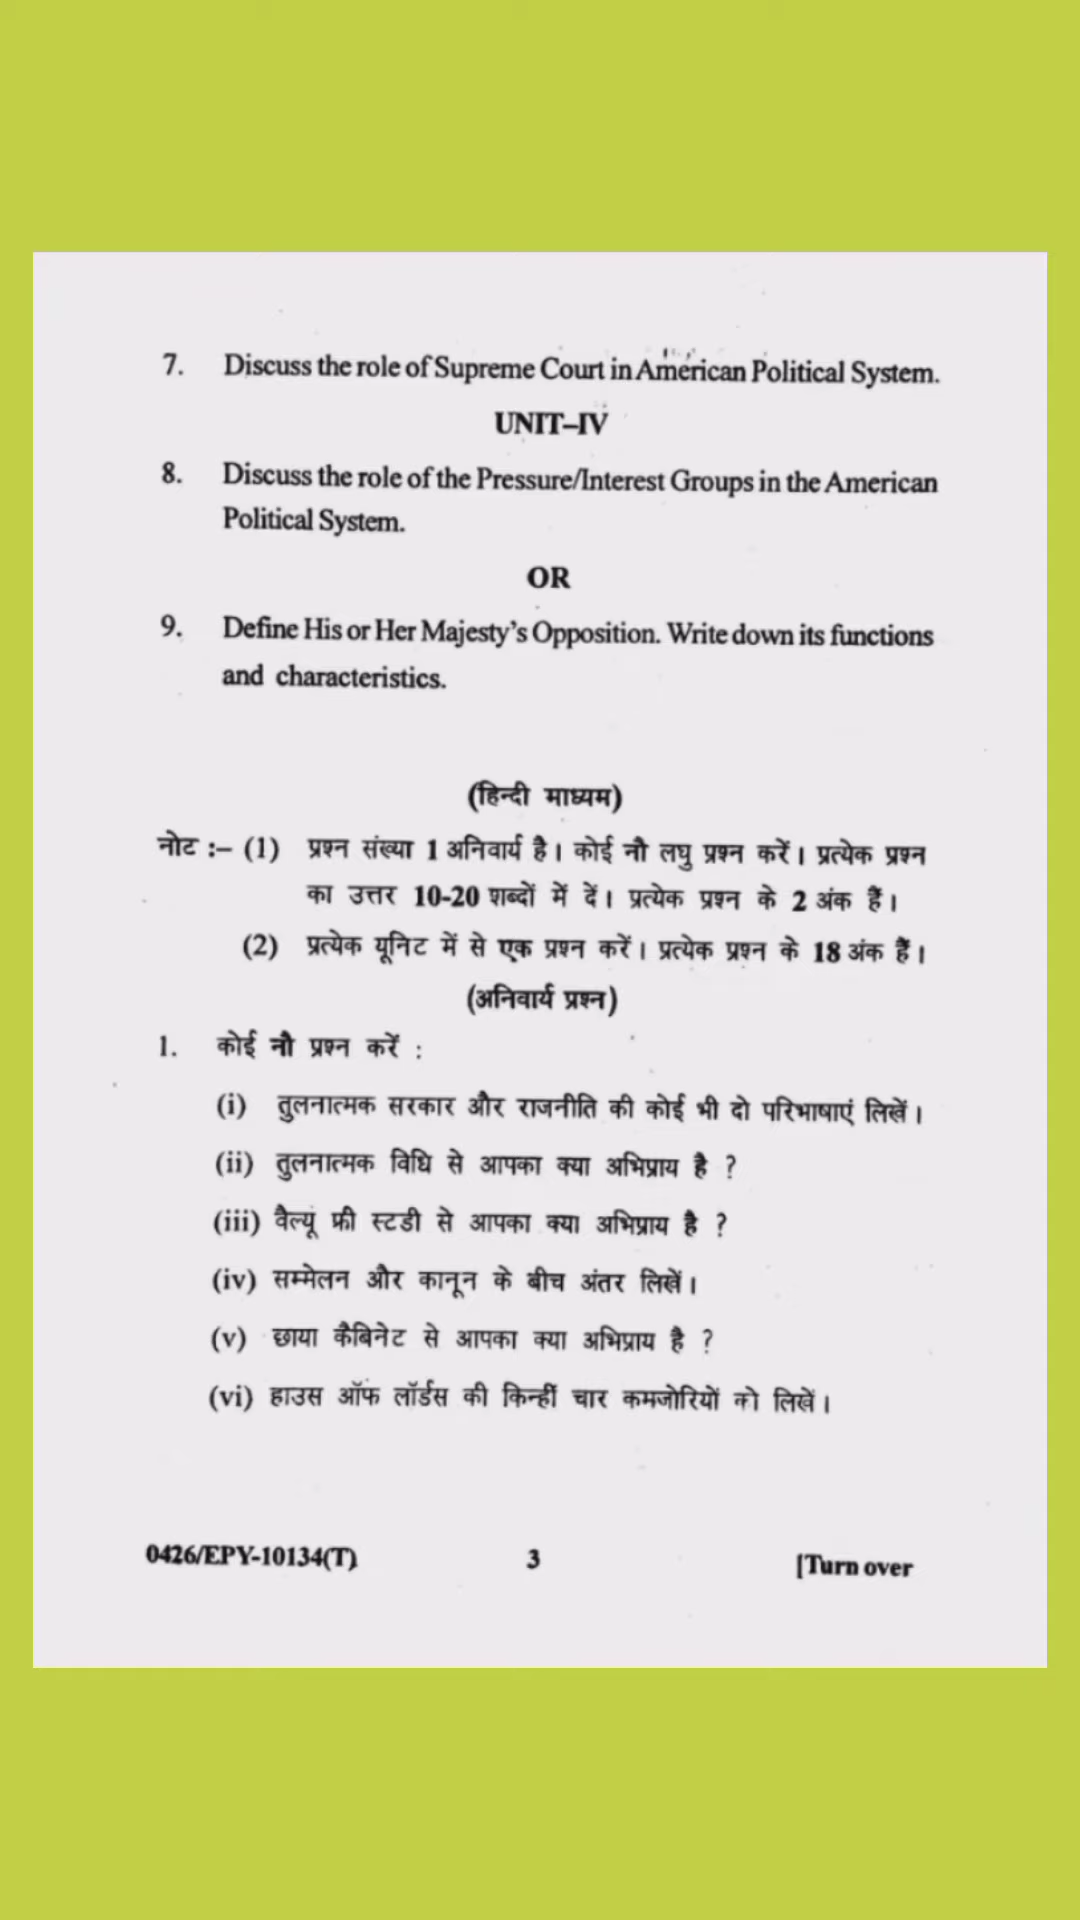 7. Discuss the role of Supreme Court in American Political System.
UNIT–IV
8. Discuss the role of the Pressure/Interest Groups in the American
Political System.
OR
9. Define His or Her Majesty's Opposition. Write down its functions
and characteristics.
(हिन्दी माध्यम)
नोट :– (1) प्रश्न संख्या 1 अनिवार्य है। कोई नौ लघु प्रश्न करें। प्रत्येक प्रश्न
का उत्तर 10-20 शब्दों में दें। प्रत्येक प्रश्न के 2 अंक हैं।
(2) प्रत्येक यूनिट में से एक प्रश्न करें। प्रत्येक प्रश्न के 18 अंक हैं।
(अनिवार्य प्रश्न)
1. कोई नौ प्रश्न करें :
(i) तुलनात्मक सरकार और राजनीति की कोई भी दो परिभाषाएं लिखें।
(ii) तुलनात्मक विधि से आपका क्या अभिप्राय है ?
(iii) वैल्यू फ्री स्टडी से आपका क्या अभिप्राय है ?
(iv) सम्मेलन और कानून के बीच अंतर लिखें।
(v) छाया कैबिनेट से आपका क्या अभिप्राय है ?
(vi) हाउस ऑफ लॉर्डस की किन्हीं चार कमजोरियों को लिखें।
0426/EPY-10134(T) 3 [Turn over